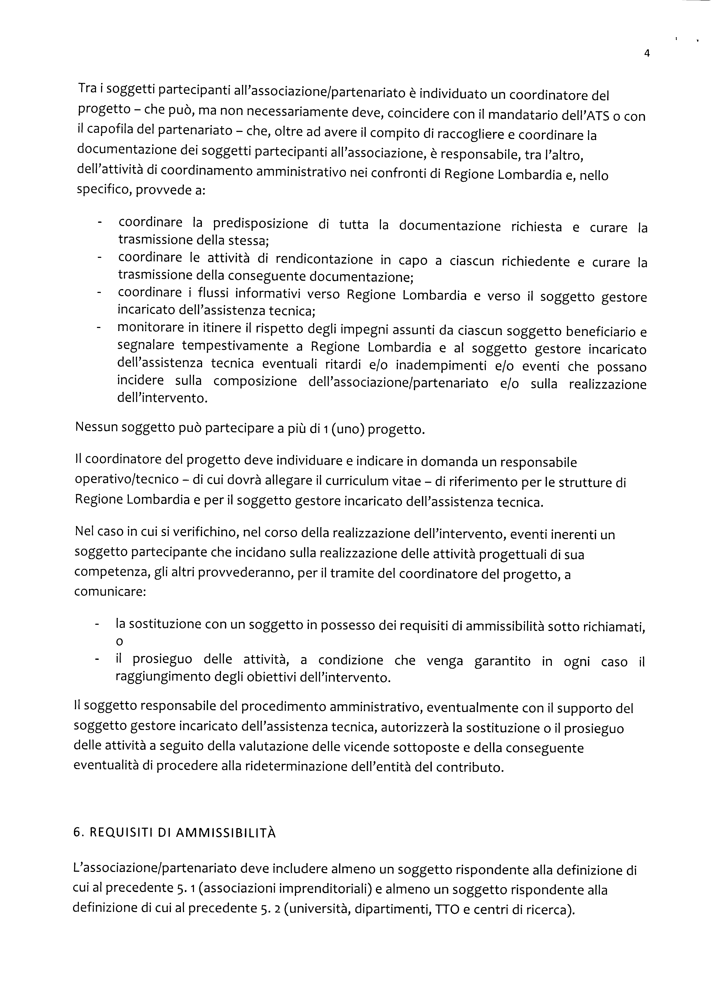 4
Tra i soggetti partecipanti all'associazione/partenariato è individuato un coordinatore del
progetto – che può, ma non necessariamente deve, coincidere con il mandatario dell'ATS o con
il capofila del partenariato – che, oltre ad avere il compito di raccogliere e coordinare la
documentazione dei soggetti partecipanti all'associazione, è responsabile, tra l'altro,
dell'attività di coordinamento amministrativo nei confronti di Regione Lombardia e, nello
specifico, provvede a:
- coordinare la predisposizione di tutta la documentazione richiesta e curare la
trasmissione della stessa;
- coordinare le attività di rendicontazione in capo a ciascun richiedente e curare la
trasmissione della conseguente documentazione;
- coordinare i flussi informativi verso Regione Lombardia e verso il soggetto gestore
incaricato dell'assistenza tecnica;
- monitorare in itinere il rispetto degli impegni assunti da ciascun soggetto beneficiario e
segnalare tempestivamente a Regione Lombardia e al soggetto gestore incaricato
dell'assistenza tecnica eventuali ritardi e/o inadempimenti e/o eventi che possano
incidere sulla composizione dell'associazione/partenariato e/o sulla realizzazione
dell'intervento.
Nessun soggetto può partecipare a più di 1 (uno) progetto.
Il coordinatore del progetto deve individuare e indicare in domanda un responsabile
operativo/tecnico – di cui dovrà allegare il curriculum vitae – di riferimento per le strutture di
Regione Lombardia e per il soggetto gestore incaricato dell'assistenza tecnica.
Nel caso in cui si verifichino, nel corso della realizzazione dell'intervento, eventi inerenti un
soggetto partecipante che incidano sulla realizzazione delle attività progettuali di sua
competenza, gli altri provvederanno, per il tramite del coordinatore del progetto, a
comunicare:
- la sostituzione con un soggetto in possesso dei requisiti di ammissibilità sotto richiamati,
o
- il prosieguo delle attività, a condizione che venga garantito in ogni caso il
raggiungimento degli obiettivi dell'intervento.
Il soggetto responsabile del procedimento amministrativo, eventualmente con il supporto del
soggetto gestore incaricato dell'assistenza tecnica, autorizzerà la sostituzione o il prosieguo
delle attività a seguito della valutazione delle vicende sottoposte e della conseguente
eventualità di procedere alla rideterminazione dell'entità del contributo.
6. REQUISITI DI AMMISSIBILITÀ
L'associazione/partenariato deve includere almeno un soggetto rispondente alla definizione di
cui al precedente 5. 1 (associazioni imprenditoriali) e almeno un soggetto rispondente alla
definizione di cui al precedente 5. 2 (università, dipartimenti, TTO e centri di ricerca).